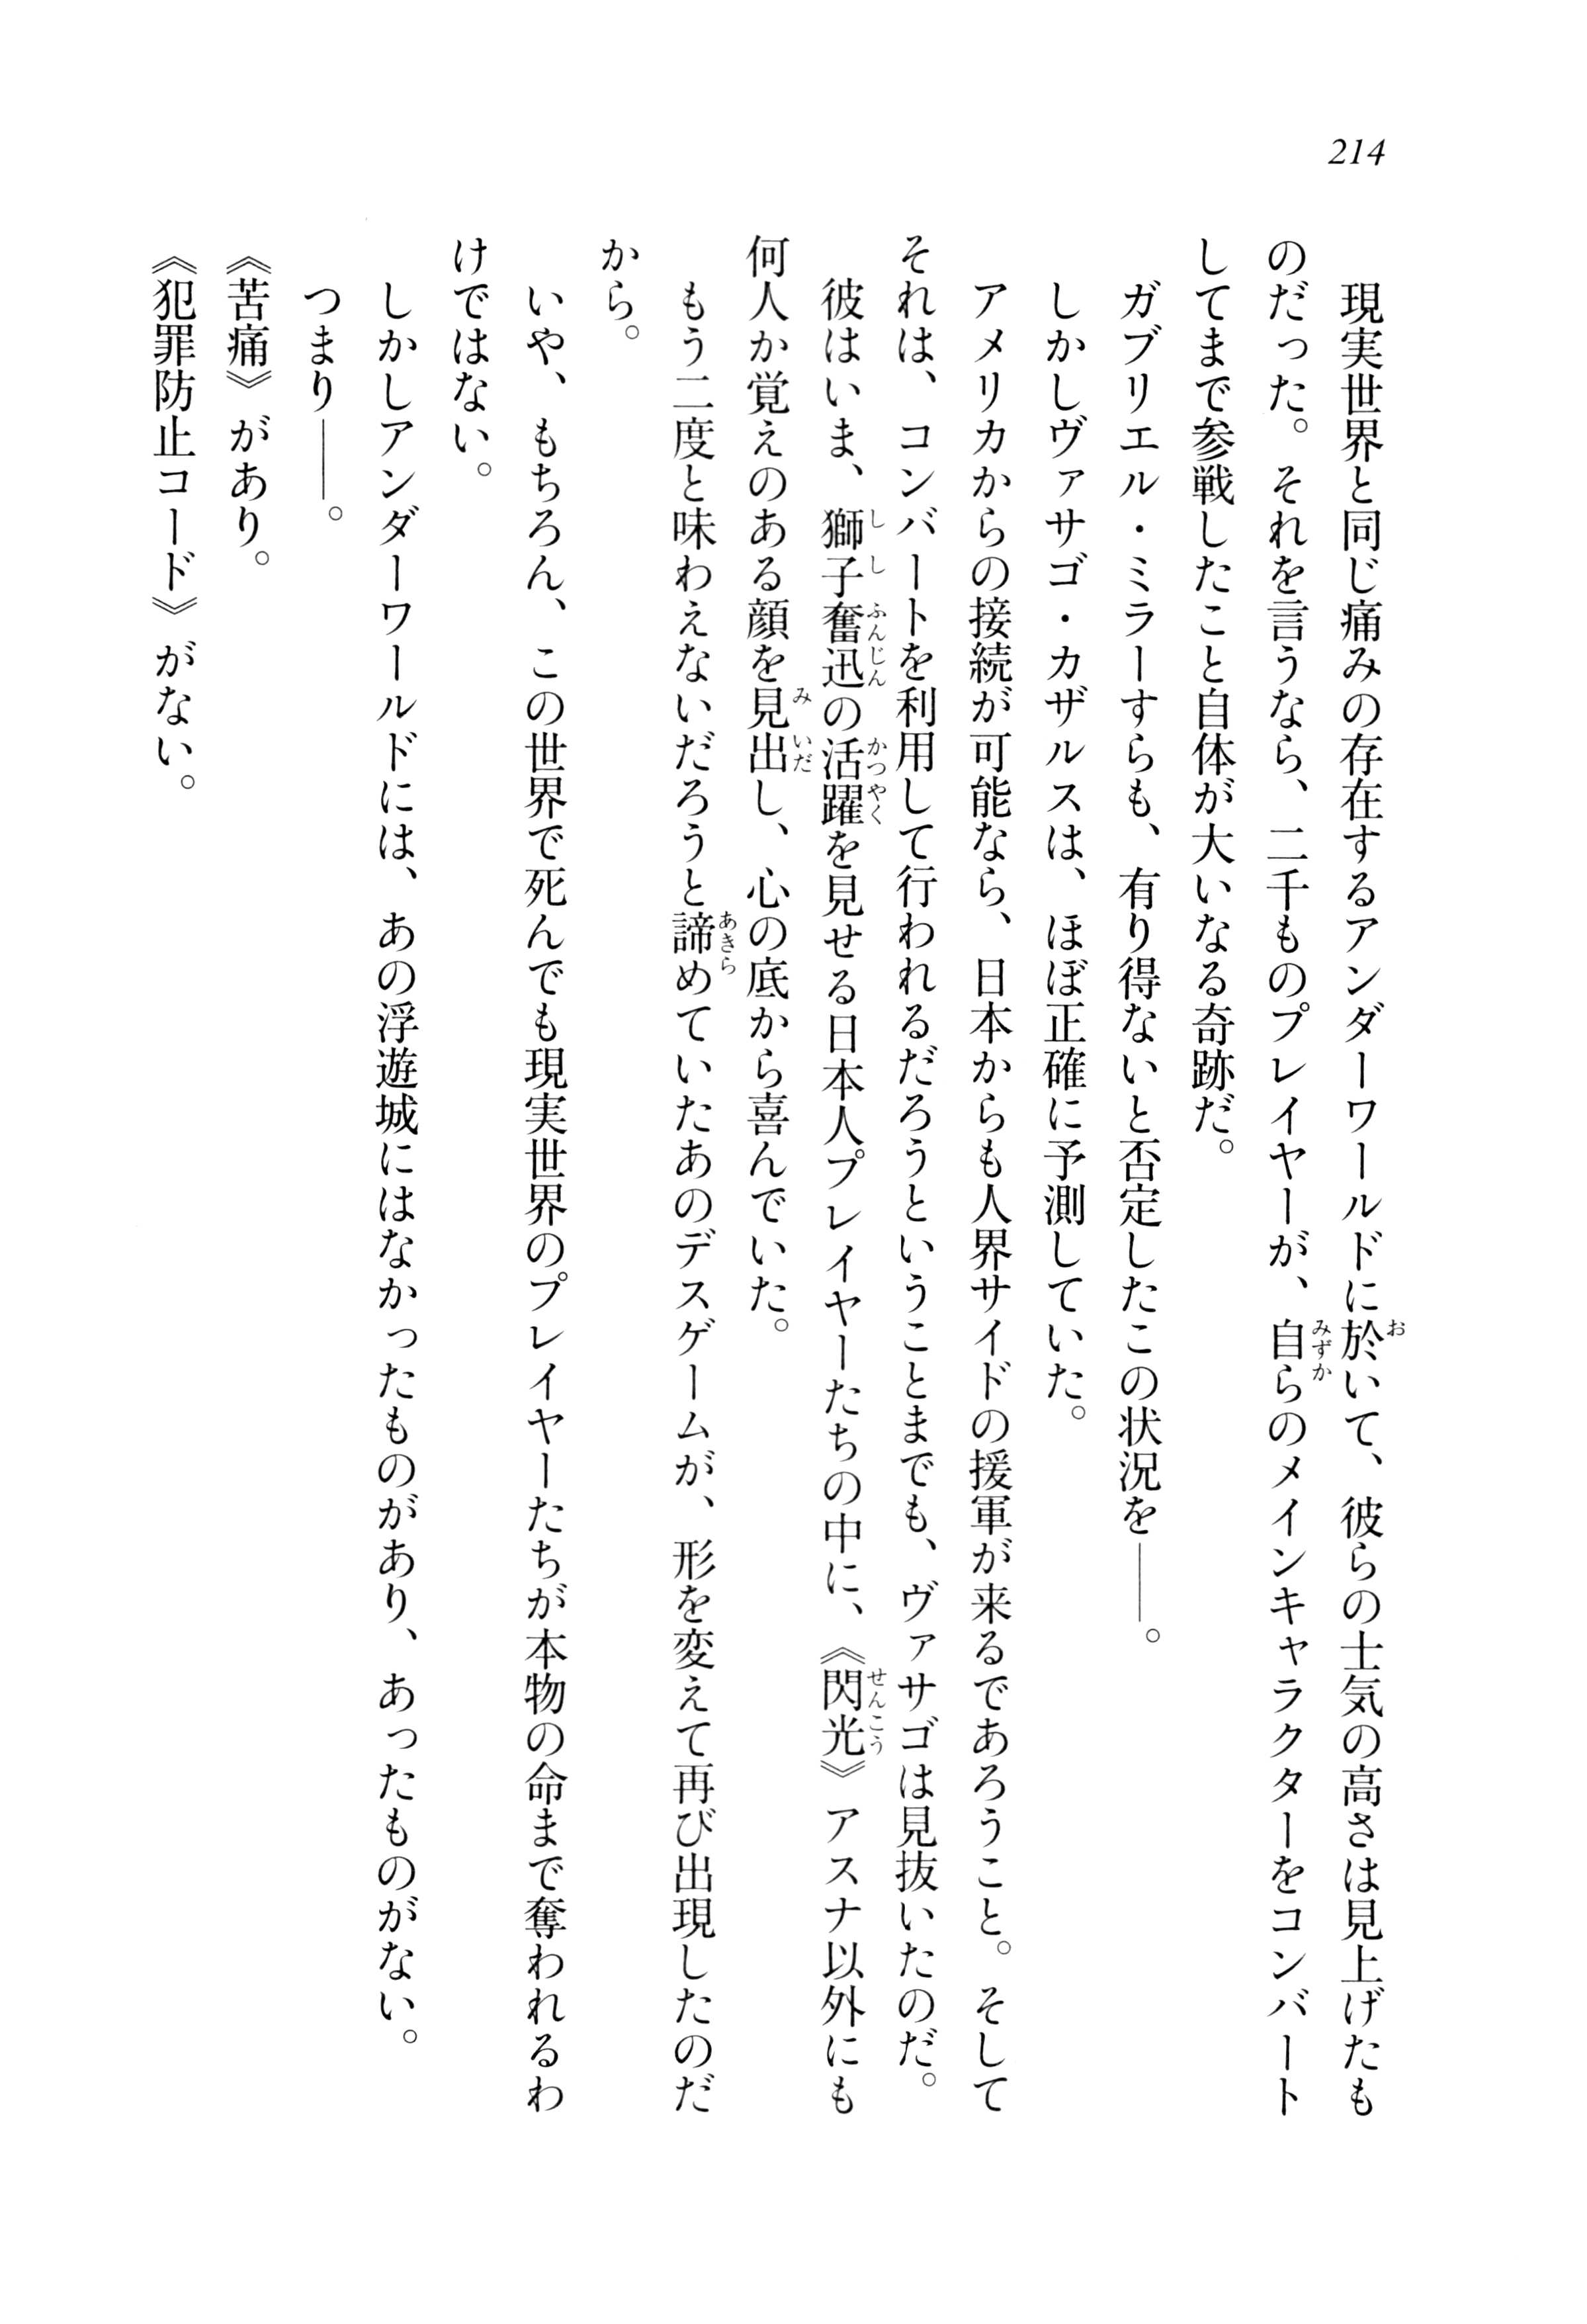 214
現実世界と同じ痛みの存在するアンダーワールドに於いて、彼らの士気の高さは見上げたも
のだった。それを言うなら、二千ものプレイヤーが、自らのメインキャラクターをコンバート
してまで参戦したこと自体が大いなる奇跡だ。
ガブリエル・ミラーすらも、有り得ないと否定したこの状況を――。
しかしヴァサゴ・カザルスは、ほぼ正確に予測していた。
アメリカからの接続が可能なら、日本からも人界サイドの援軍が来るであろうこと。そして
それは、コンバートを利用して行われるだろうということまでも、ヴァサゴは見抜いたのだ。
彼はいま、獅子奮迅の活躍を見せる日本人プレイヤーたちの中に、《閃光》アスナ以外にも
何人か覚えのある顔を見出し、心の底から喜んでいた。
もう二度と味わえないだろうと諦めていたあのデスゲームが、形を変えて再び出現したのだ
から。
いや、もちろん、この世界で死んでも現実世界のプレイヤーたちが本物の命まで奪われるわ
けではない。
しかしアンダーワールドには、あの浮遊城にはなかったものがあり、あったものがない。
つまり――。
《苦痛》があり。
《犯罪防止コード》がない。